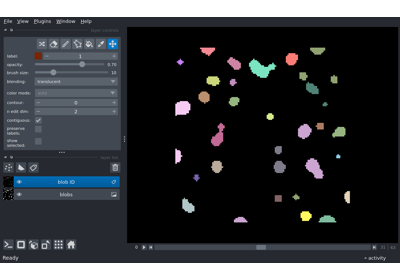 File View Plugins Window Help
label: 1
opacity: 0.70
brush size: 10
blending: translucent
color mode:
contour: 0
n edit dim: 2
contiguous:
preserve
labels:
show
selected:
blob ID
blobs
0
Ready
activity